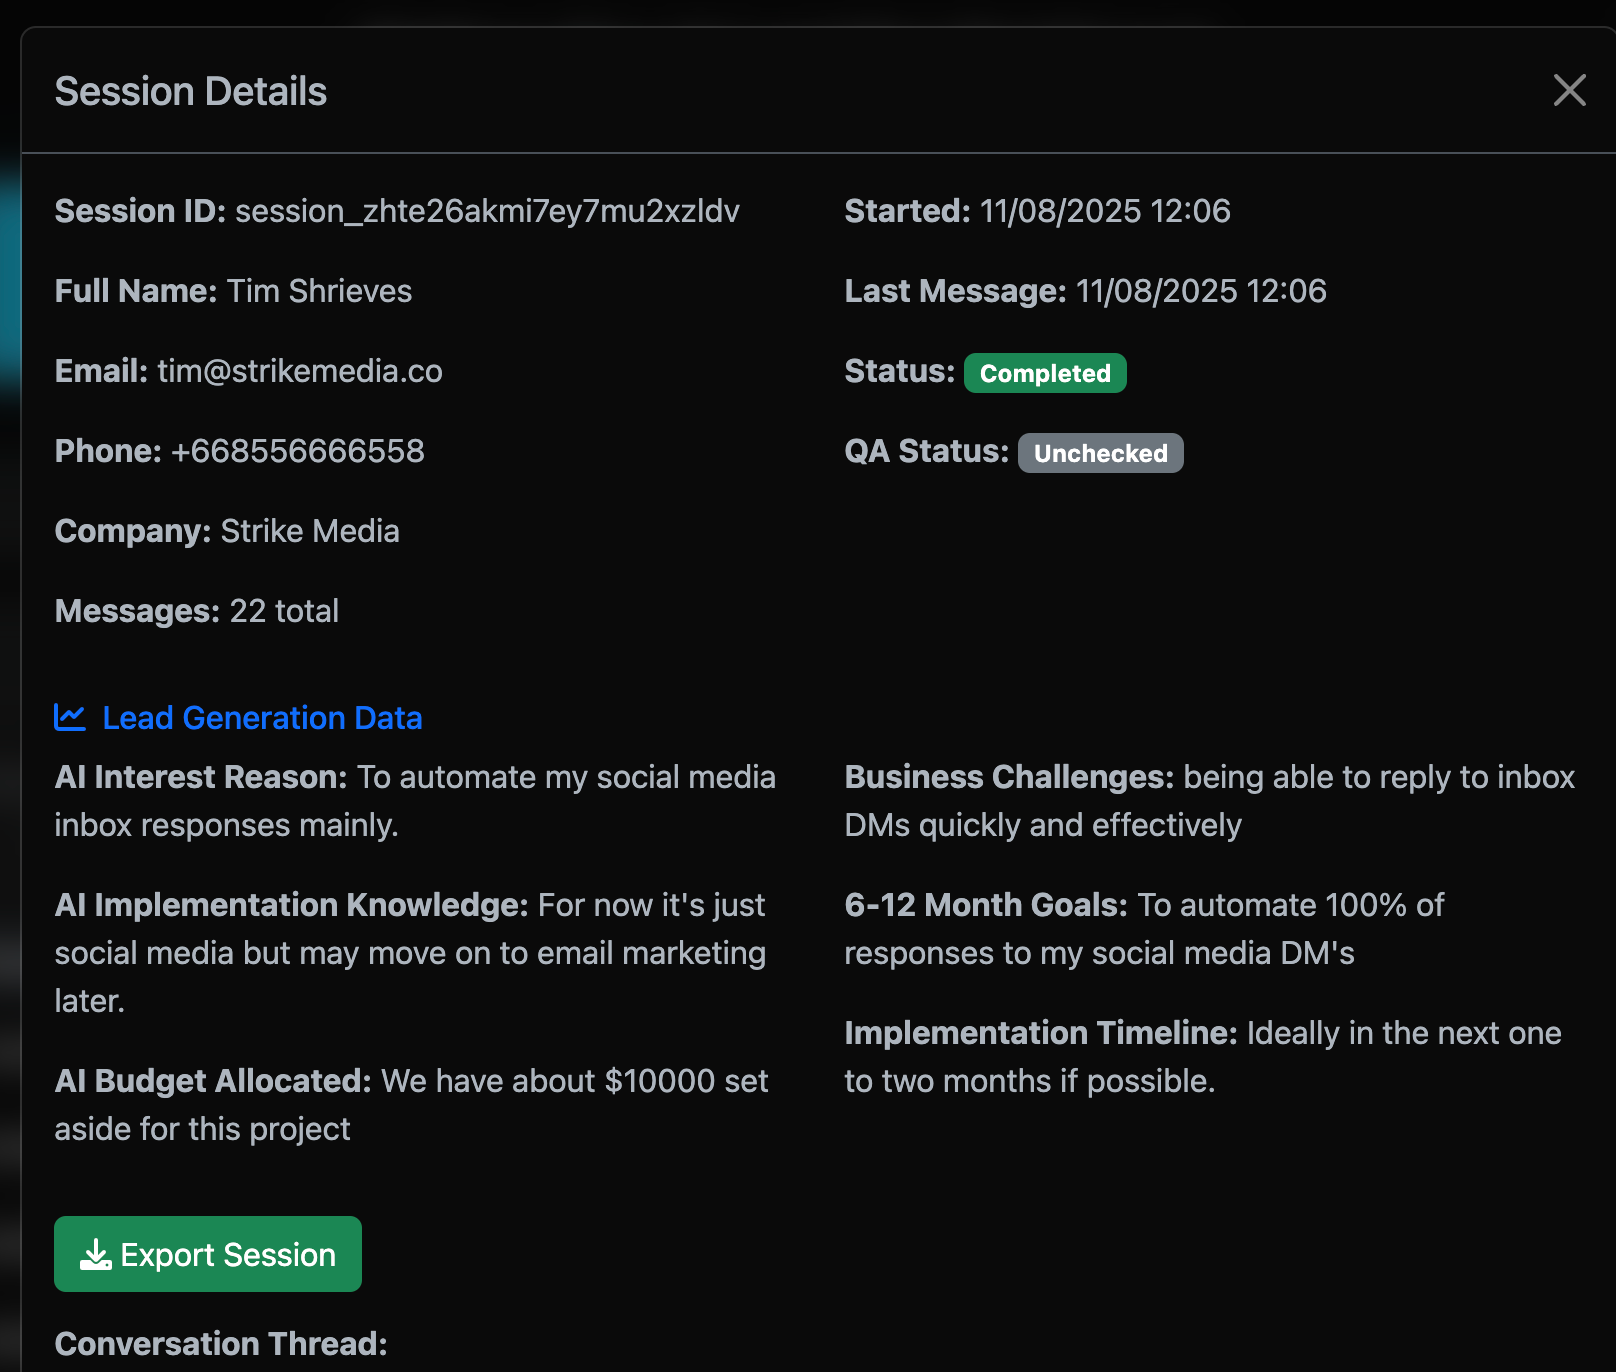 Session Details
Session ID: session_zhte26akmi7ey7mu2xzldv
Full Name: Tim Shrieves
Email: tim@strikemedia.co
Phone: +668556666558
Company: Strike Media
Messages: 22 total
Started: 11/08/2025 12:06
Last Message: 11/08/2025 12:06
Status: Completed
QA Status: Unchecked
Lead Generation Data
AI Interest Reason: To automate my social media
inbox responses mainly.
AI Implementation Knowledge: For now it's just
social media but may move on to email marketing
later.
AI Budget Allocated: We have about $10000 set
aside for this project
Business Challenges: being able to reply to inbox
DMs quickly and effectively
6-12 Month Goals: To automate 100% of
responses to my social media DM's
Implementation Timeline: Ideally in the next one
to two months if possible.
Export Session
Conversation Thread: